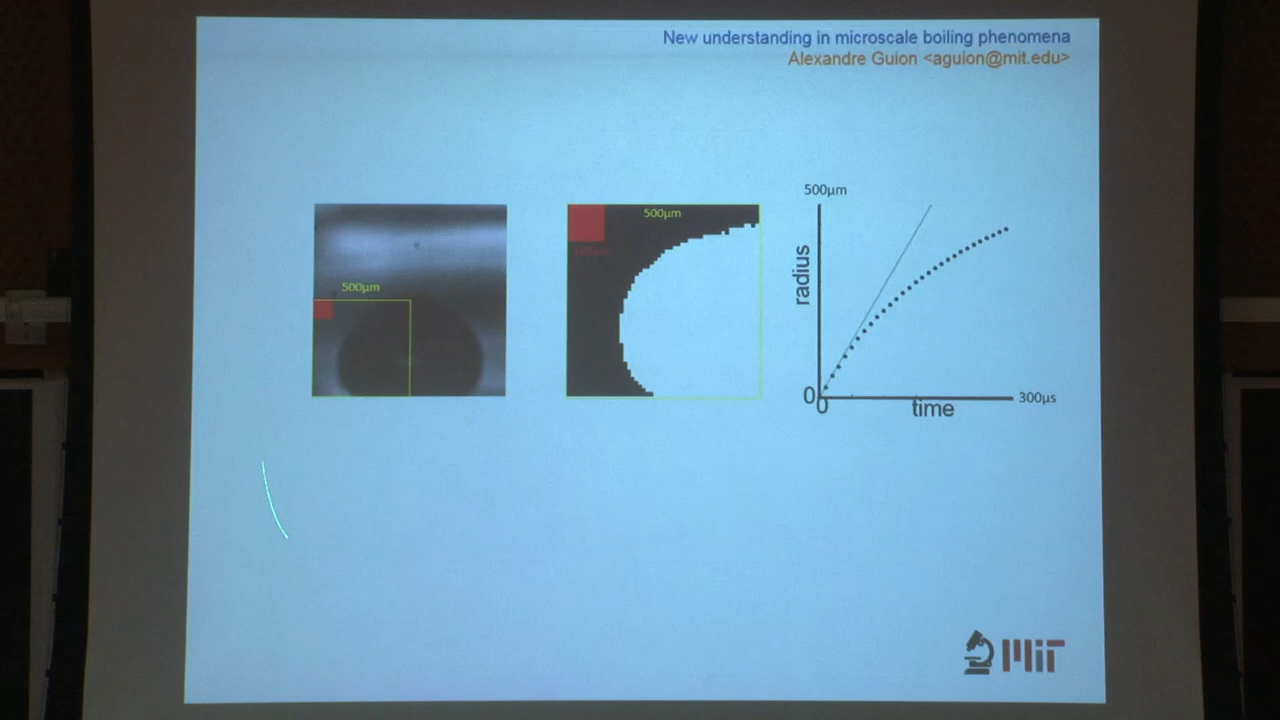 New understanding in microscale boiling phenomena
Alexandre Guion <aguion@mit.edu>
500µm
500µm
500µm
radius
0
0
time
300µs
MIT